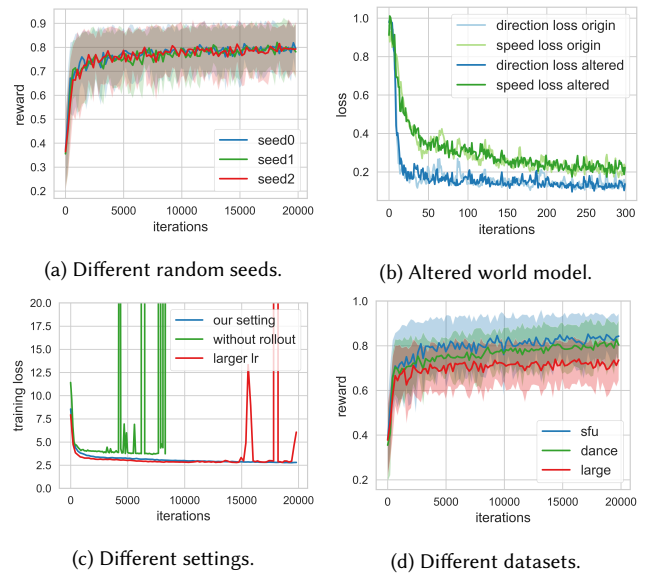 0.9
0.8
0.7
0.6
0.5
0.4
0.3
0.2
reward
seed0
seed1
seed2
0 5000 10000 15000 20000
iterations
(a) Different random seeds.
1.0
0.8
0.6
0.4
0.2
loss
direction loss origin
speed loss origin
direction loss altered
speed loss altered
0 50 100 150 200 250 300
iterations
(b) Altered world model.
20.0
17.5
15.0
12.5
10.0
7.5
5.0
2.5
0.0
training loss
our setting
without rollout
larger lr
0 5000 10000 15000 20000
iterations
(c) Different settings.
1.0
0.8
0.6
0.4
0.2
reward
sfu
dance
large
0 5000 10000 15000 20000
iterations
(d) Different datasets.